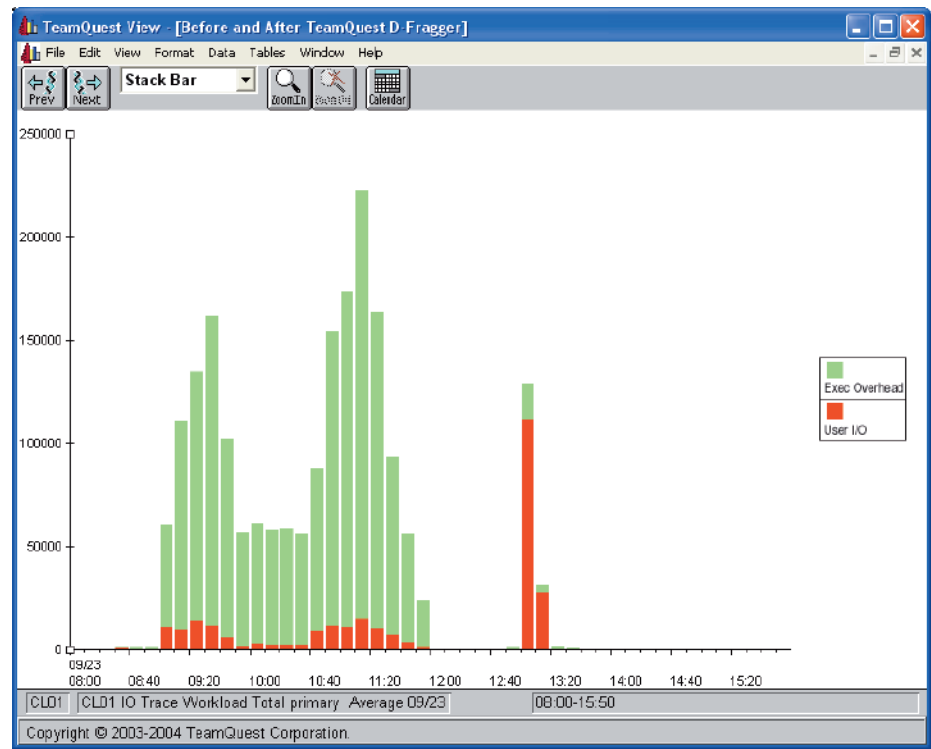 TeamQuest View - [Before and After TeamQuest D-Fragger]
File Edit View Format Data Tables Window Help
Prev Next Stack Bar ZoomIn ZoomOut Calendar
250000
200000
150000
100000
50000
0
Exec Overhead
User I/O
09/23
08:00 08:40 09:20 10:00 10:40 11:20 12:00 12:40 13:20 14:00 14:40 15:20
CL01 CL01 IO Trace Workload Total primary Average 09/23 08:00-15:50
Copyright © 2003-2004 TeamQuest Corporation.